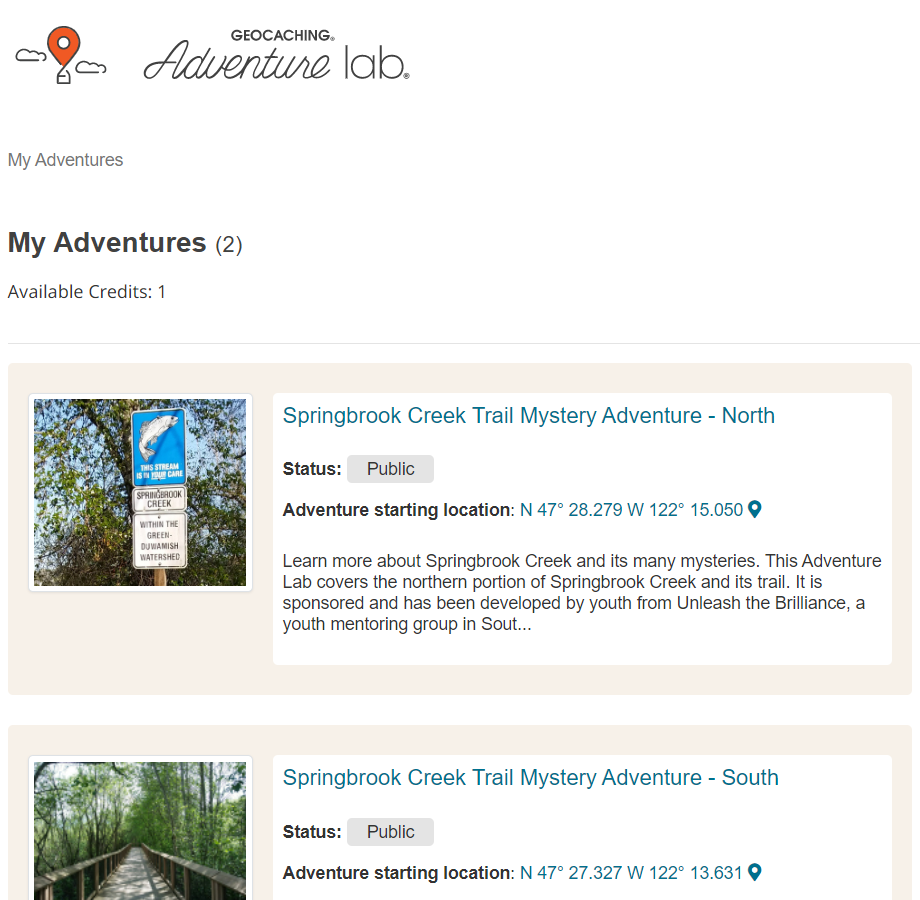 GEOCACHING®
Adventure lab®
My Adventures
My Adventures (2)
Available Credits: 1
THIS STREAM
IS IN YOUR CARE
SPRINGBROOK
CREEK
WITHIN THE
GREEN-
DUWAMISH
WATERSHED
Springbrook Creek Trail Mystery Adventure - North
Status: Public
Adventure starting location: N 47° 28.279 W 122° 15.050
Learn more about Springbrook Creek and its many mysteries. This Adventure
Lab covers the northern portion of Springbrook Creek and its trail. It is
sponsored and has been developed by youth from Unleash the Brilliance, a
youth mentoring group in Sout...
Springbrook Creek Trail Mystery Adventure - South
Status: Public
Adventure starting location: N 47° 27.327 W 122° 13.631